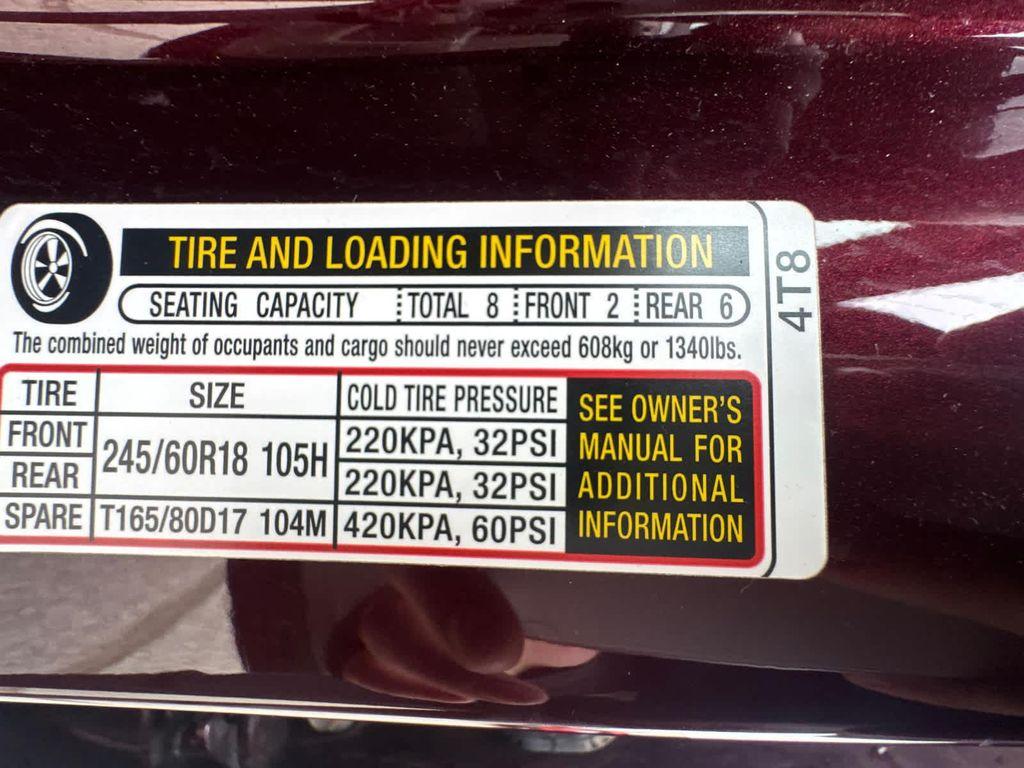 TIRE AND LOADING INFORMATION
SEATING CAPACITY TOTAL 8 FRONT 2 REAR 6
The combined weight of occupants and cargo should never exceed 608kg or 1340lbs.
TIRE SIZE COLD TIRE PRESSURE
FRONT 245/60R18 105H 220KPA, 32PSI
REAR 220KPA, 32PSI
SPARE T165/80D17 104M 420KPA, 60PSI
SEE OWNER'S
MANUAL FOR
ADDITIONAL
INFORMATION
4T8